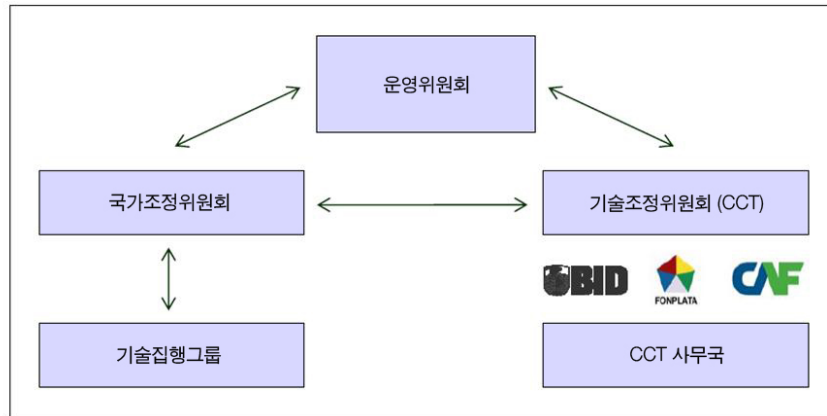 운영위원회
국가조정위원회
기술조정위원회 (CCT)
BID
FONPLATA
CAF
기술집행그룹
CCT 사무국